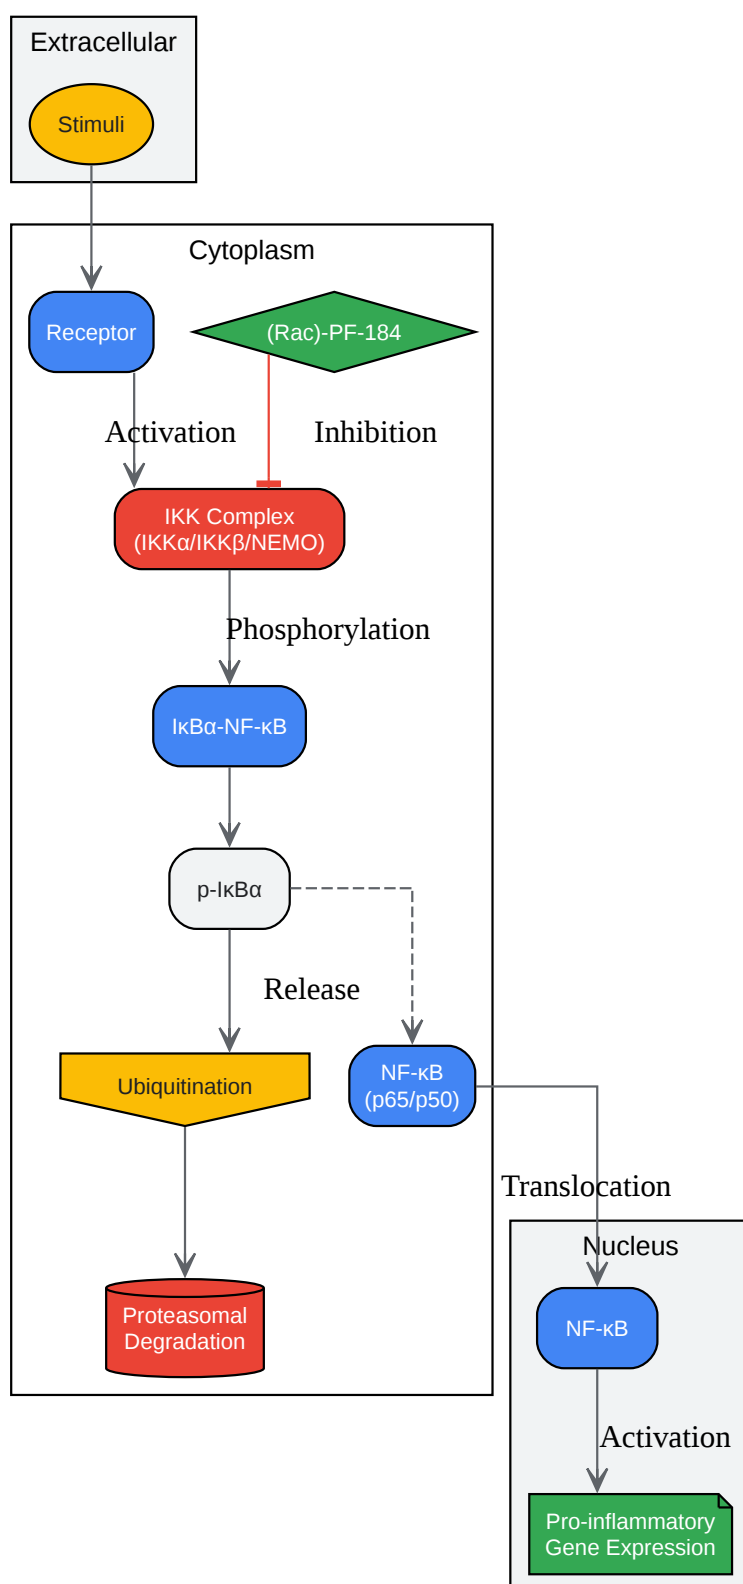 Extracellular
Stimuli
Cytoplasm
Receptor
(Rac)-PF-184
Activation
Inhibition
IKK Complex
(IKKα/IKKβ/NEMO)
Phosphorylation
IκBα-NF-κB
p-IκBα
Release
Ubiquitination
NF-κB
(p65/p50)
Translocation
Nucleus
Proteasomal
Degradation
NF-κB
Activation
Pro-inflammatory
Gene Expression